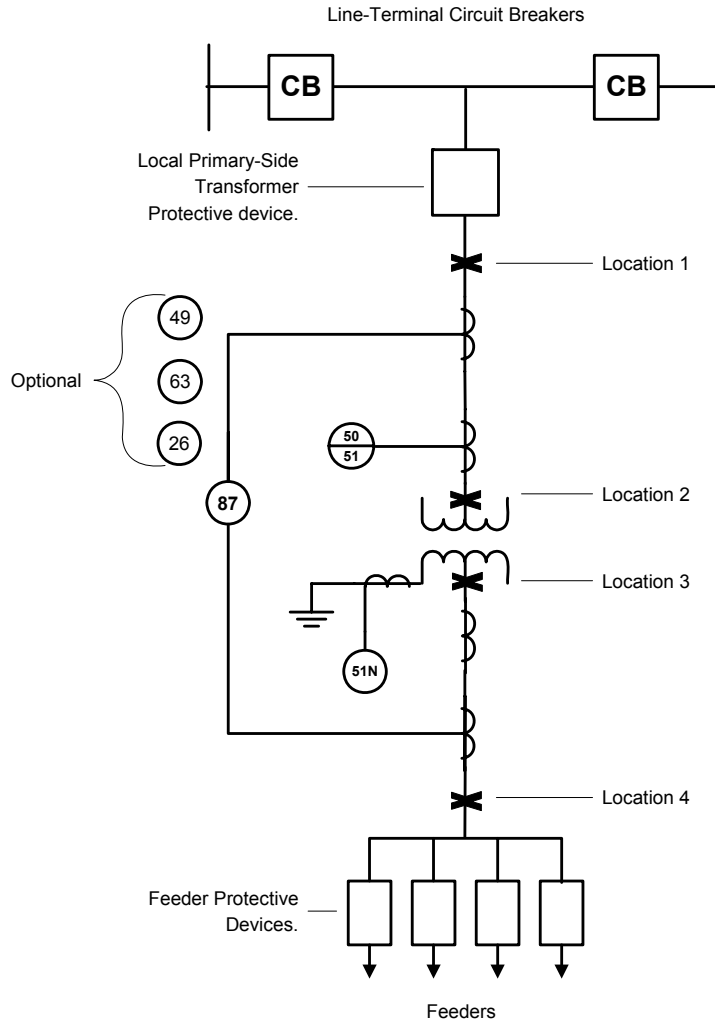 Line-Terminal Circuit Breakers
CB
CB
Local Primary-Side
Transformer
Protective device.
Location 1
49
Optional
63
26
50
51
87
Location 2
Location 3
51N
Location 4
Feeder Protective
Devices.
Feeders